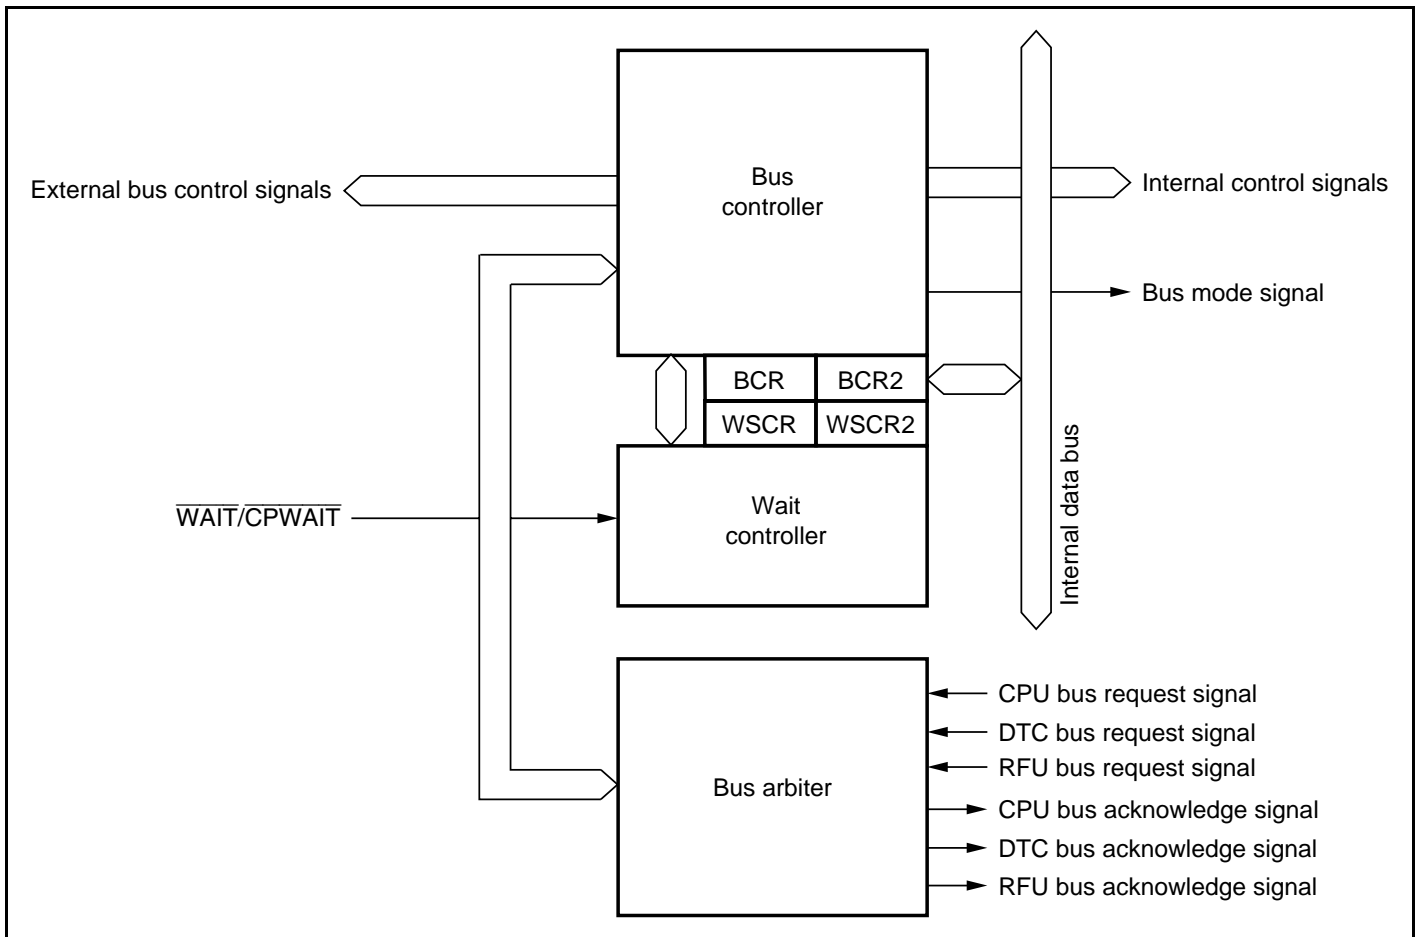 Bus
controller
External bus control signals
Internal control signals
Bus mode signal
BCR
BCR2
WSCR
WSCR2
Internal data bus
WAIT/CPWAIT
Wait
controller
Bus arbiter
CPU bus request signal
DTC bus request signal
RFU bus request signal
CPU bus acknowledge signal
DTC bus acknowledge signal
RFU bus acknowledge signal